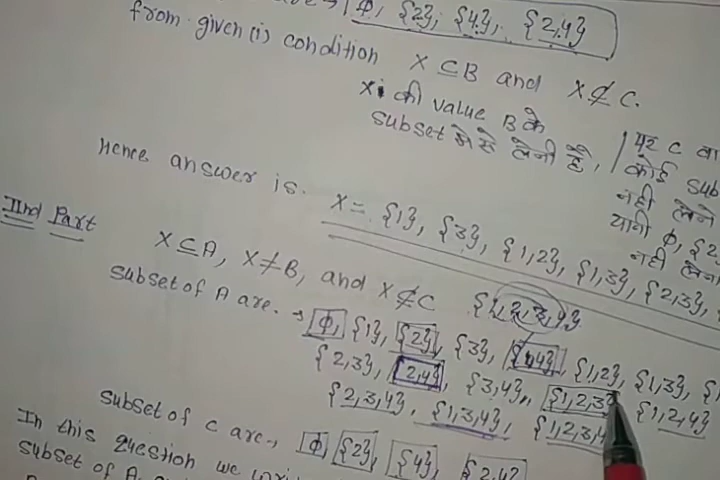 ϕ, {2}, {4}, {2,4}
from given (i) condition X ⊆ B and X ⊄ C.
X की value B के
subset मे से लेनी है,
पर C
कोई sub
नही लेने
यानी ϕ, {2
नही लेना
Hence answer is. X = {1}, {3}, {1,2}, {1,3}, {2,3},
IInd Part
X ⊆ A, X ≠ B, and X ⊄ C {1,2,3,4}
subset of A are. → ϕ, {1}, {2}, {3}, {4}, {1,2}, {1,3},
{2,3}, {2,4} {3,4}, {1,2,3} {1,2,4}
{2,3,4}, {1,3,4}, {1,2,3,4
subset of C are., ϕ, {2}, {4}, {2,4}
In this question we
subset of A